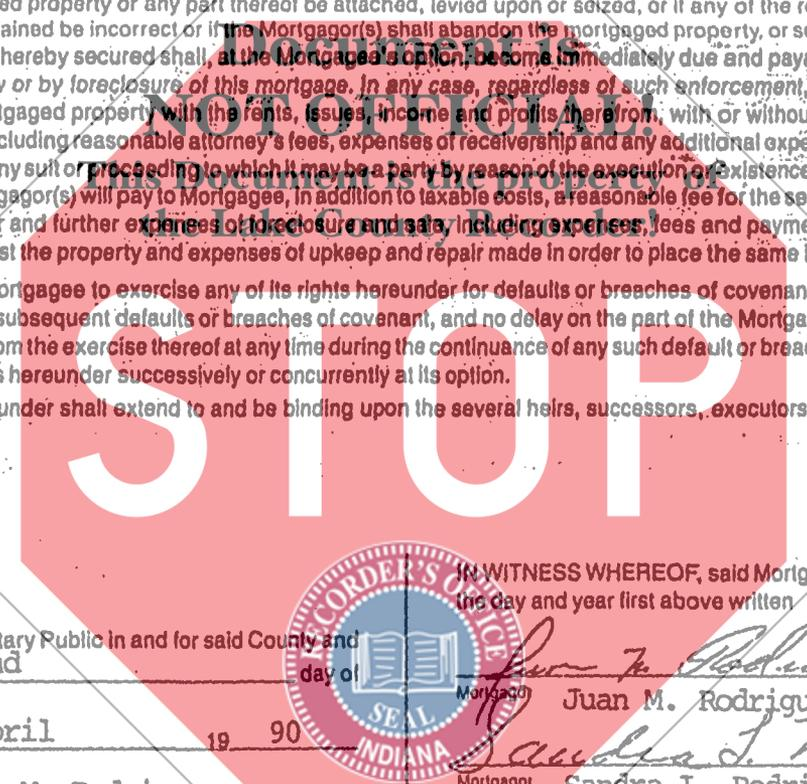 ed property or any part thereof be attached, levied upon or seized, or if any of the r
ained be incorrect or if the Mortgagor(s) shall abandon the mortgaged property, or s
Document is
hereby secured shall, at the Mortgagee's option, become immediately due and pay
y or by foreclosure of this mortgage. In any case, regardless of such enforcement,
NOT OFFICIAL!
tgaged property with the rents, issues, income and profits therefrom, with or withou
cluding reasonable attorney's fees, expenses of receivership and any additional expe
ny suit or proceeding to which it may be a party by reason of the execution or existence
This Document is the property of
gagor(s) will pay to Mortgagee, in addition to taxable costs, a reasonable fee for the se
the Lake County Recorder!
r and further expenses of foreclosure and sale, including expenses, fees and payme
st the property and expenses of upkeep and repair made in order to place the same i
ortgagee to exercise any of its rights hereunder for defaults or breaches of covenan
subsequent defaults or breaches of covenant, and no delay on the part of the Mortga
om the exercise thereof at any time during the continuance of any such default or brea
s hereunder successively or concurrently at its option.
under shall extend to and be binding upon the several heirs, successors, executors
STOP
IN WITNESS WHEREOF, said Mortg
the day and year first above written
RECORDER'S OFFICE
SEAL
INDIANA
tary Public in and for said County and
day of
Mortgagor Juan M. Rodrigu
pril 19 90
Mortgagor Sandra L. R